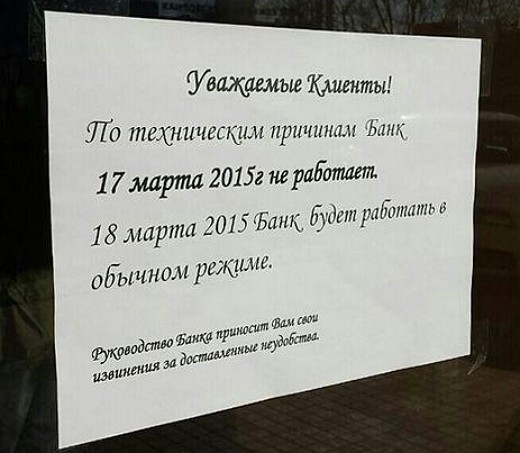 Уважаемые Клиенты!
По техническим причинам Банк
17 марта 2015г не работает.
18 марта 2015 Банк будет работать в
обычном режиме.
Руководство Банка приносит Вам свои
извинения за доставленные неудобства.